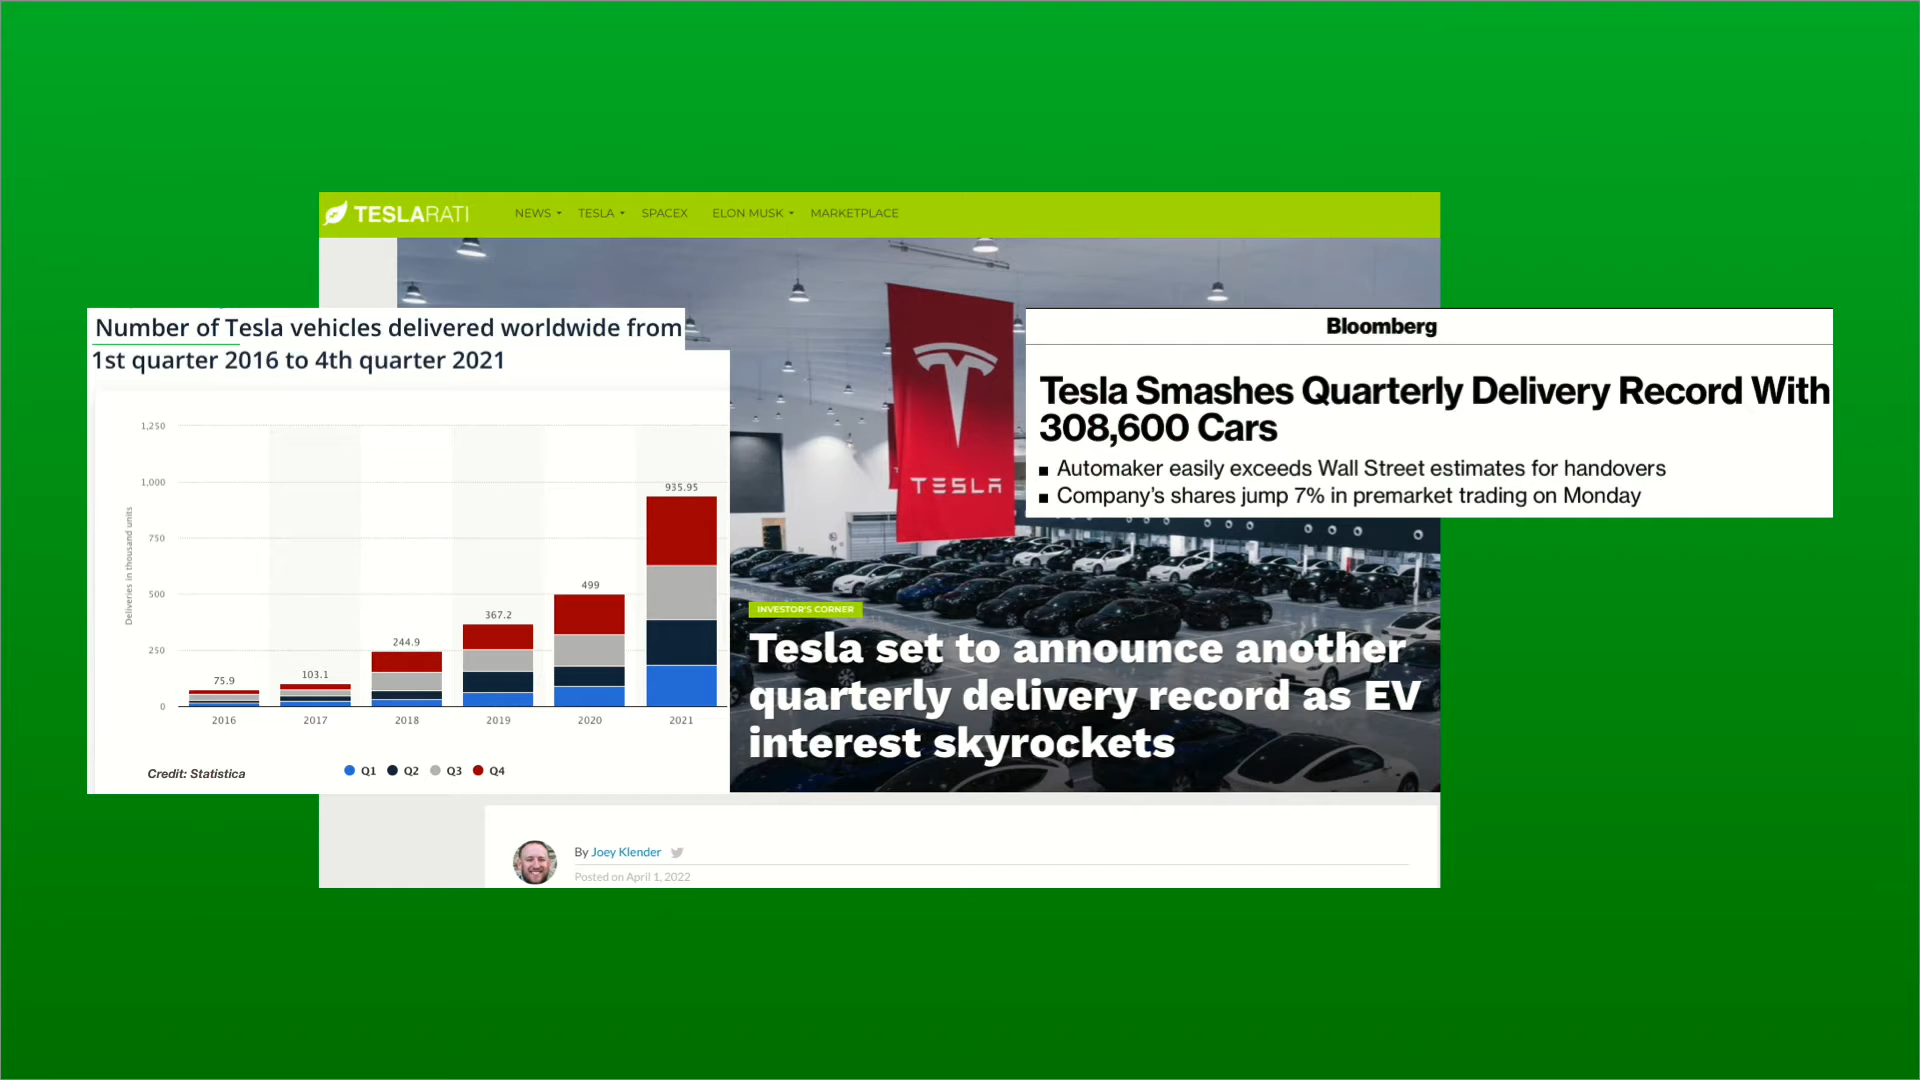 TESLARATI
NEWS TESLA SPACEX ELON MUSK MARKETPLACE
Number of Tesla vehicles delivered worldwide from
1st quarter 2016 to 4th quarter 2021
Deliveries in thousand units
1,250
1,000
750
500
250
0
75.9
103.1
244.9
367.2
499
935.95
2016 2017 2018 2019 2020 2021
Q1 Q2 Q3 Q4
Credit: Statistica
TESLA
Bloomberg
Tesla Smashes Quarterly Delivery Record With
308,600 Cars
Automaker easily exceeds Wall Street estimates for handovers
Company's shares jump 7% in premarket trading on Monday
INVESTOR'S CORNER
Tesla set to announce another
quarterly delivery record as EV
interest skyrockets
By Joey Klender
Posted on April 1, 2022